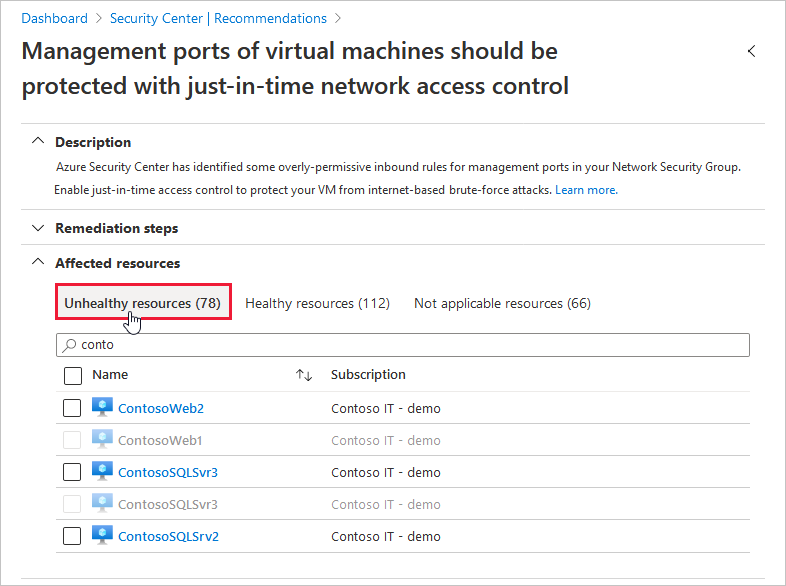 Dashboard > Security Center | Recommendations >
Management ports of virtual machines should be
protected with just-in-time network access control
Description
Azure Security Center has identified some overly-permissive inbound rules for management ports in your Network Security Group.
Enable just-in-time access control to protect your VM from internet-based brute-force attacks. Learn more.
Remediation steps
Affected resources
Unhealthy resources (78) Healthy resources (112) Not applicable resources (66)
conto
Name Subscription
ContosoWeb2 Contoso IT - demo
ContosoWeb1 Contoso IT - demo
ContosoSQLSvr3 Contoso IT - demo
ContosoSQLSvr3 Contoso IT - demo
ContosoSQLSrv2 Contoso IT - demo